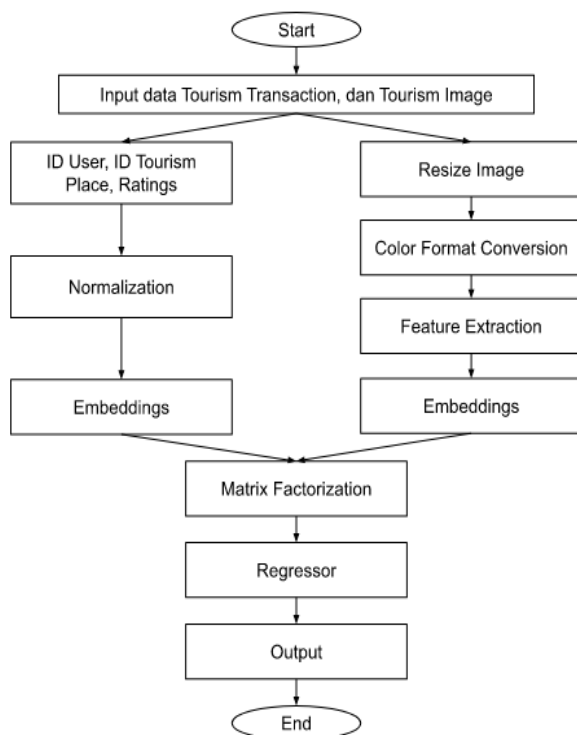 Start
Input data Tourism Transaction, dan Tourism Image
ID User, ID Tourism
Place, Ratings
Normalization
Embeddings
Resize Image
Color Format Conversion
Feature Extraction
Embeddings
Matrix Factorization
Regressor
Output
End